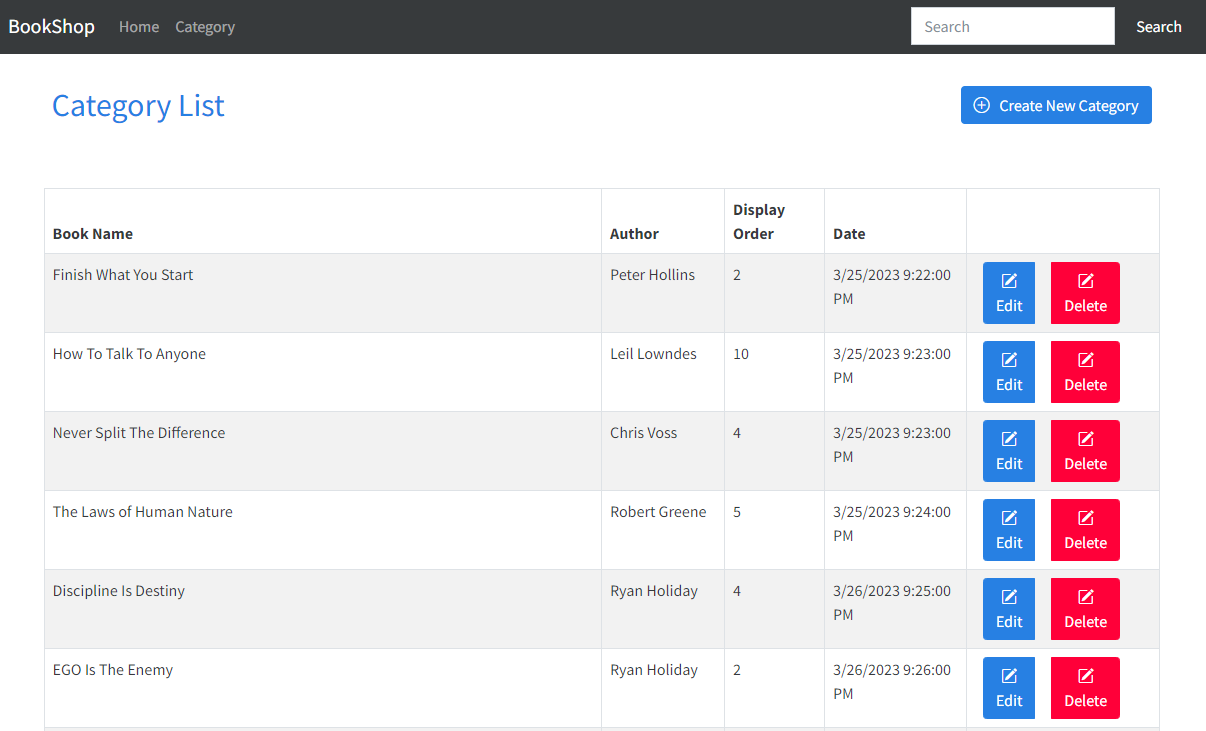 BookShop Home Category Search Search
Category List
Create New Category
Book Name Author Display Order Date
Finish What You Start Peter Hollins 2 3/25/2023 9:22:00 PM Edit Delete
How To Talk To Anyone Leil Lowndes 10 3/25/2023 9:23:00 PM Edit Delete
Never Split The Difference Chris Voss 4 3/25/2023 9:23:00 PM Edit Delete
The Laws of Human Nature Robert Greene 5 3/25/2023 9:24:00 PM Edit Delete
Discipline Is Destiny Ryan Holiday 4 3/26/2023 9:25:00 PM Edit Delete
EGO Is The Enemy Ryan Holiday 2 3/26/2023 9:26:00 PM Edit Delete